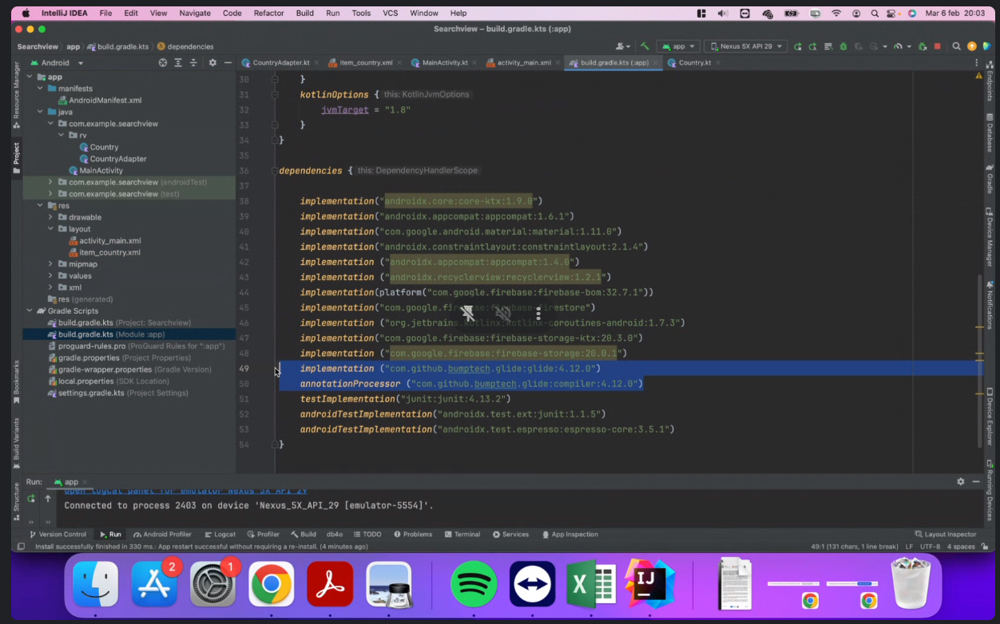 IntelliJ IDEA File Edit View Navigate Code Refactor Build Run Tools VCS Window Help Mar 6 feb 20:03
Searchview – build.gradle.kts (:app)
Searchview app build.gradle.kts dependencies app Nexus 5X API 29
Android CountryAdapter.kt item_country.xml MainActivity.kt activity_main.xml build.gradle.kts (:app) Country.kt
app
manifests
AndroidManifest.xml
java
com.example.searchview
rv
Country
CountryAdapter
MainActivity
com.example.searchview (androidTest)
com.example.searchview (test)
res
drawable
layout
activity_main.xml
item_country.xml
mipmap
values
xml
res (generated)
Gradle Scripts
build.gradle.kts (Project: Searchview)
build.gradle.kts (Module :app)
proguard-rules.pro (ProGuard Rules for ":app")
gradle.properties (Project Properties)
gradle-wrapper.properties (Gradle Version)
local.properties (SDK Location)
settings.gradle.kts (Project Settings)
30 }
31 kotlinOptions { this: KotlinJvmOptions
32 jvmTarget = "1.8"
33 }
34 }
35
36 dependencies { this: DependencyHandlerScope
37
38 implementation("androidx.core:core-ktx:1.9.0")
39 implementation("androidx.appcompat:appcompat:1.6.1")
40 implementation("com.google.android.material:material:1.11.0")
41 implementation("androidx.constraintlayout:constraintlayout:2.1.4")
42 implementation ("androidx.appcompat:appcompat:1.4.0")
43 implementation ("androidx.recyclerview:recyclerview:1.2.1")
44 implementation(platform("com.google.firebase:firebase-bom:32.7.1"))
45 implementation("com.google.firebase:firebase-firestore")
46 implementation("org.jetbrains.kotlinx:kotlinx-coroutines-android:1.7.3")
47 implementation("com.google.firebase:firebase-storage-ktx:20.3.0")
48 implementation ("com.google.firebase:firebase-storage:20.0.1")
49 implementation ("com.github.bumptech.glide:glide:4.12.0")
50 annotationProcessor ("com.github.bumptech.glide:compiler:4.12.0")
51 testImplementation("junit:junit:4.13.2")
52 androidTestImplementation("androidx.test.ext:junit:1.1.5")
53 androidTestImplementation("androidx.test.espresso:espresso-core:3.5.1")
54 }
Resource Manager
Project
Bookmarks
Build Variants
Structure
Endpoints
Database
Gradle
Device Manager
Notifications
Device Explorer
Running Devices
Run: app
Open logcat panel for emulator Nexus 5X API 29
Connected to process 2403 on device 'Nexus_5X_API_29 [emulator-5554]'.
Version Control Run Android Profiler Logcat Profiler Build db4o TODO Problems Terminal Services App Inspection Layout Inspector
Install successfully finished in 330 ms.: App restart successful without requiring a re-install. (4 minutes ago) 49:1 (131 chars, 1 line break) LF UTF-8 4 spaces
2 1
X IJ